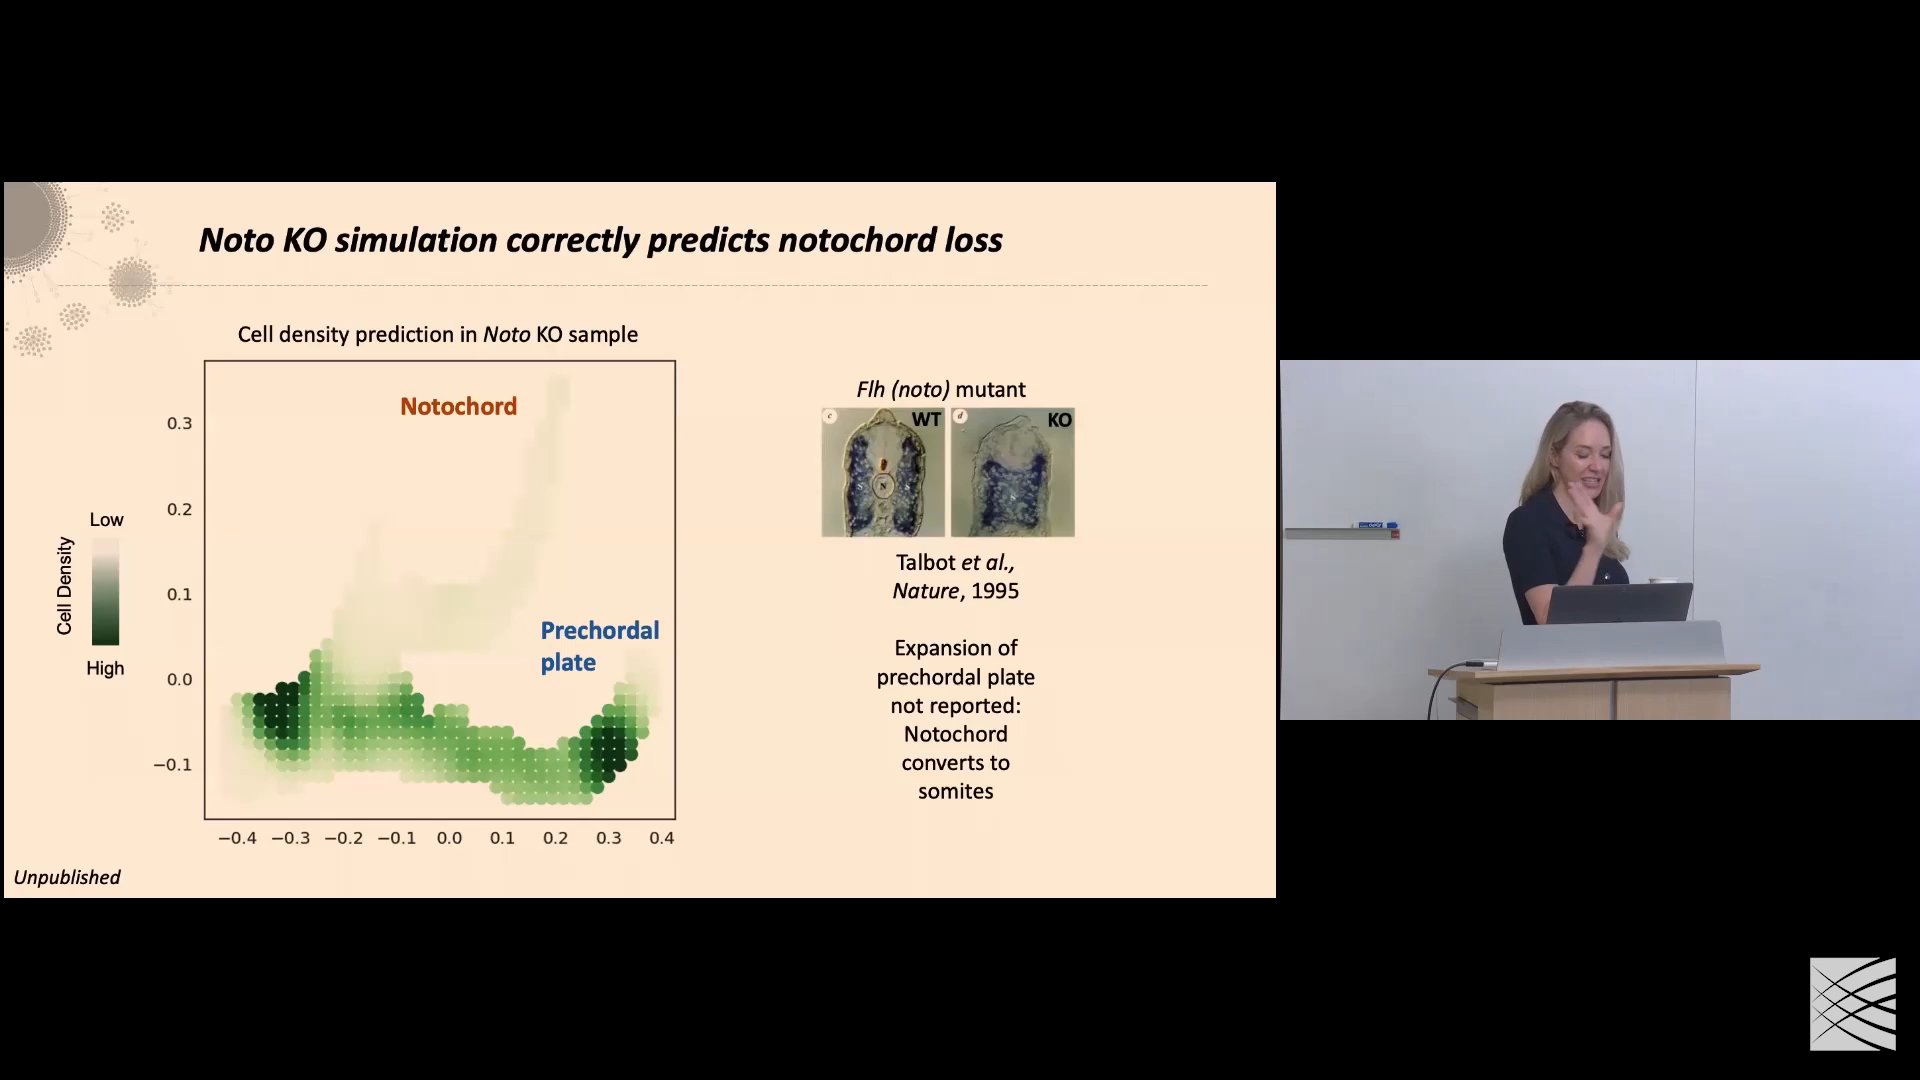 Noto KO simulation correctly predicts notochord loss
Cell density prediction in Noto KO sample
Notochord
Prechordal
plate
Cell Density
Low
High
0.3
0.2
0.1
0.0
−0.1
−0.4 −0.3 −0.2 −0.1 0.0 0.1 0.2 0.3 0.4
Flh (noto) mutant
c WT d KO
N
Talbot et al.,
Nature, 1995
Expansion of
prechordal plate
not reported:
Notochord
converts to
somites
Unpublished